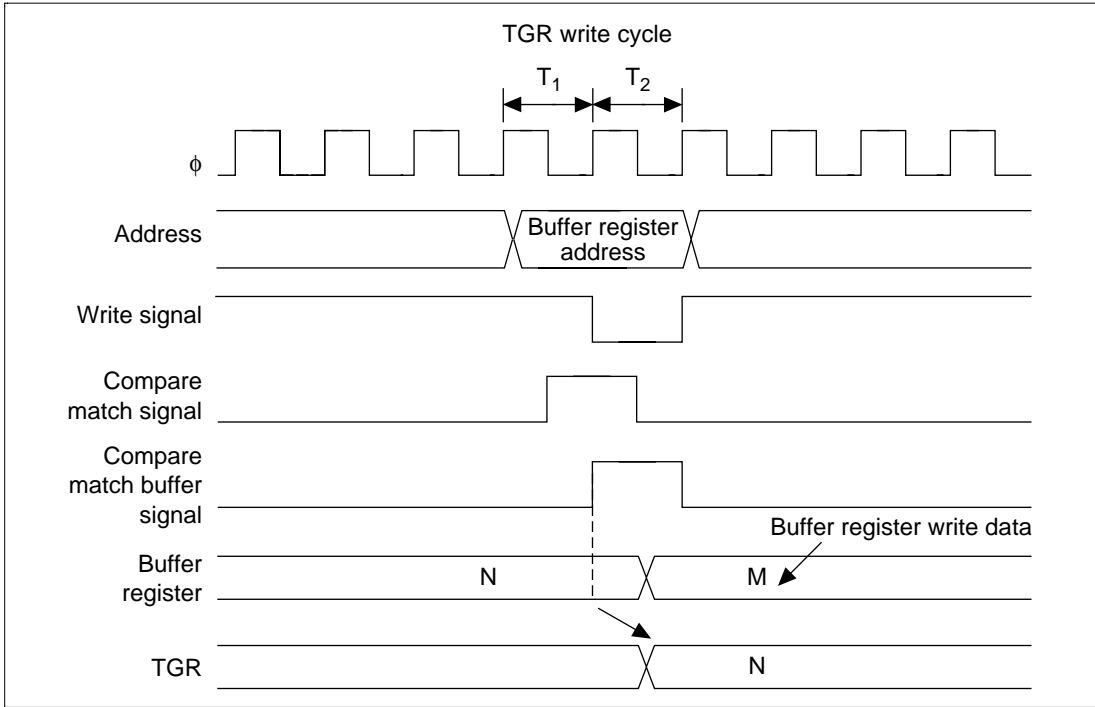 TGR write cycle
T1 T2
ϕ
Address
Buffer register
address
Write signal
Compare
match signal
Compare
match buffer
signal
Buffer register write data
Buffer
register
N M
TGR
N